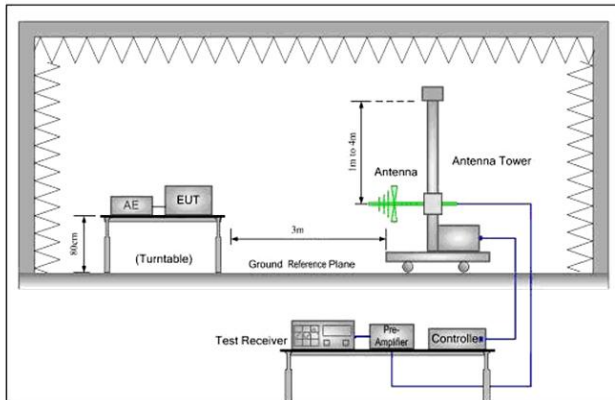 1m to 4m
Antenna
Antenna Tower
AE
EUT
80cm
(Turntable)
3m
Ground Reference Plane
Test Receiver
Pre-
Amplifier
Controller